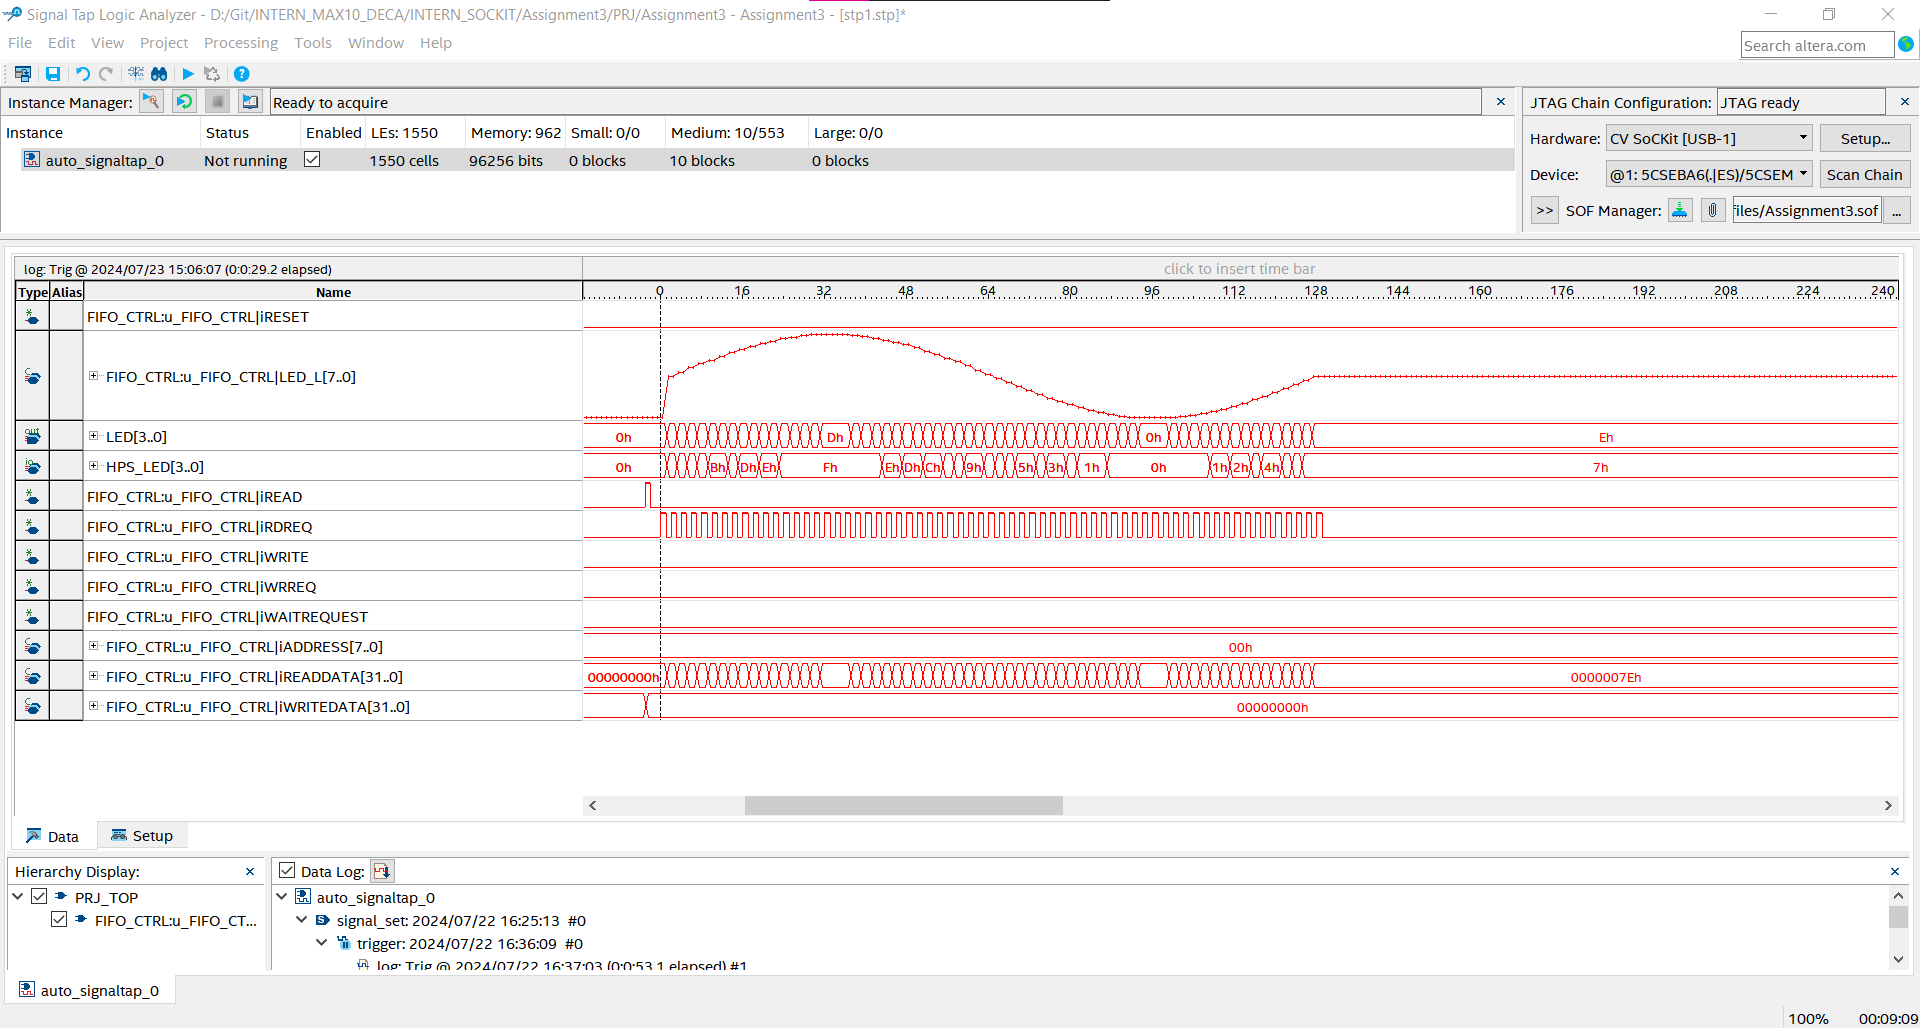 Signal Tap Logic Analyzer - D:/Git/INTERN_MAX10_DECA/INTERN_SOCKIT/Assignment3/PRJ/Assignment3 - Assignment3 - [stp1.stp]*
File Edit View Project Processing Tools Window Help
Search altera.com
Instance Manager: Ready to acquire
JTAG Chain Configuration: JTAG ready
Instance Status Enabled LEs: 1550 Memory: 962 Small: 0/0 Medium: 10/553 Large: 0/0
auto_signaltap_0 Not running 1550 cells 96256 bits 0 blocks 10 blocks 0 blocks
Hardware: CV SoCKit [USB-1] Setup...
Device: @1: 5CSEBA6(.|ES)/5CSEM Scan Chain
>> SOF Manager: files/Assignment3.sof ...
log: Trig @ 2024/07/23 15:06:07 (0:0:29.2 elapsed) click to insert time bar
Type Alias Name 0 16 32 48 64 80 96 112 128 144 160 176 192 208 224 240
FIFO_CTRL:u_FIFO_CTRL|iRESET
FIFO_CTRL:u_FIFO_CTRL|LED_L[7..0]
LED[3..0] 0h Dh 0h Eh
HPS_LED[3..0] 0h Bh Dh Eh Fh Eh Dh Ch 9h 5h 3h 1h 0h 1h 2h 4h 7h
FIFO_CTRL:u_FIFO_CTRL|iREAD
FIFO_CTRL:u_FIFO_CTRL|iRDREQ
FIFO_CTRL:u_FIFO_CTRL|iWRITE
FIFO_CTRL:u_FIFO_CTRL|iWRREQ
FIFO_CTRL:u_FIFO_CTRL|iWAITREQUEST
FIFO_CTRL:u_FIFO_CTRL|iADDRESS[7..0] 00h
FIFO_CTRL:u_FIFO_CTRL|iREADDATA[31..0] 00000000h 0000007Eh
FIFO_CTRL:u_FIFO_CTRL|iWRITEDATA[31..0] 00000000h
Data Setup
Hierarchy Display:
PRJ_TOP
FIFO_CTRL:u_FIFO_CT...
Data Log:
auto_signaltap_0
signal_set: 2024/07/22 16:25:13 #0
trigger: 2024/07/22 16:36:09 #0
log: Trig @ 2024/07/22 16:37:03 (0:0:53.1 elapsed) #1
auto_signaltap_0
100% 00:09:09